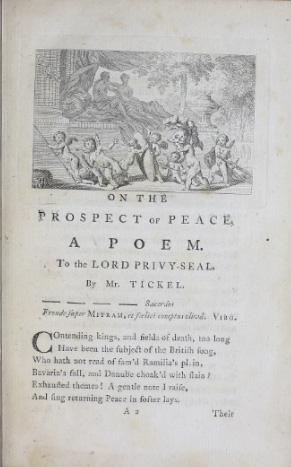 ON THE
PROSPECT OF PEACE,
A POEM.
To the LORD PRIVY-SEAL.
By Mr. TICKEL.
— — — — Sacerdos
Fronde super MITRAM, et fœlici comptus olivâ. VIRG.
COntending kings, and fields of death, too long
Have been the subject of the British song,
Who hath not read of fam'd Ramilia's plain,
Bavaria's fall, and Danube choak'd with slain?
Exhausted themes! A gentle note I raise,
And sing returning Peace in softer lays.
A 2 Their